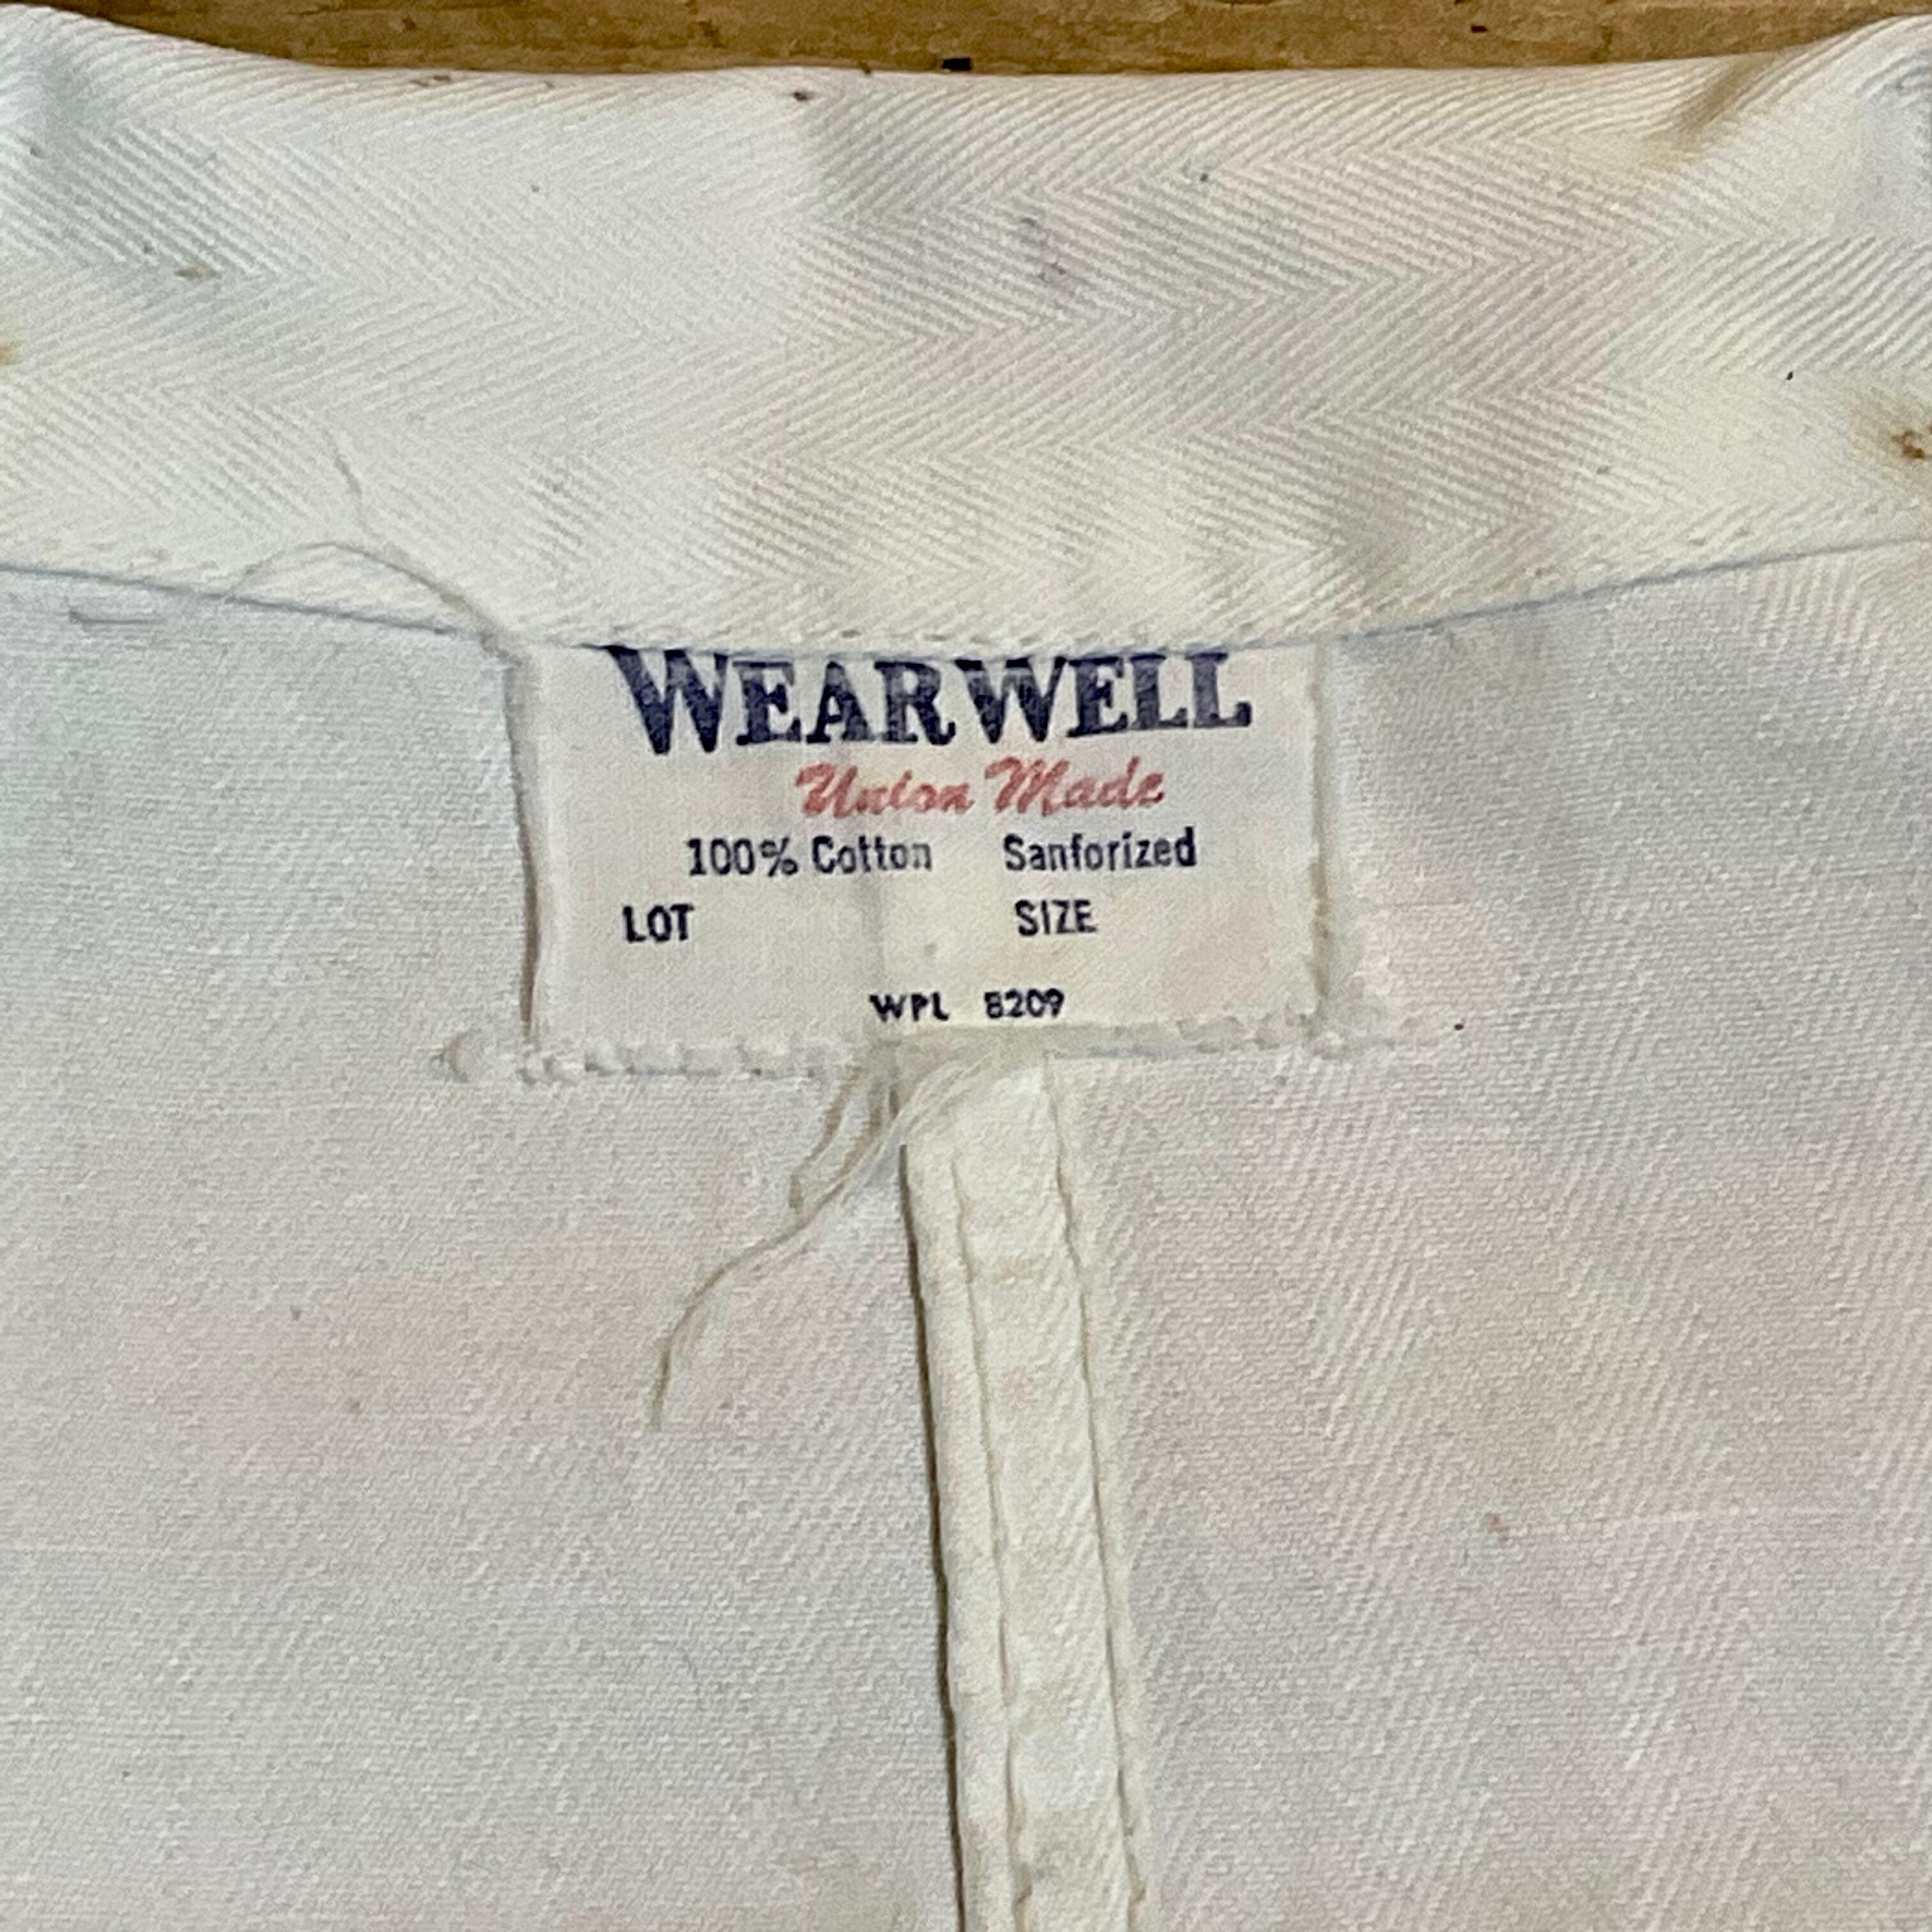 WEARWELL
Union Made
100% Cotton Sanforized
LOT SIZE
WPL 8209